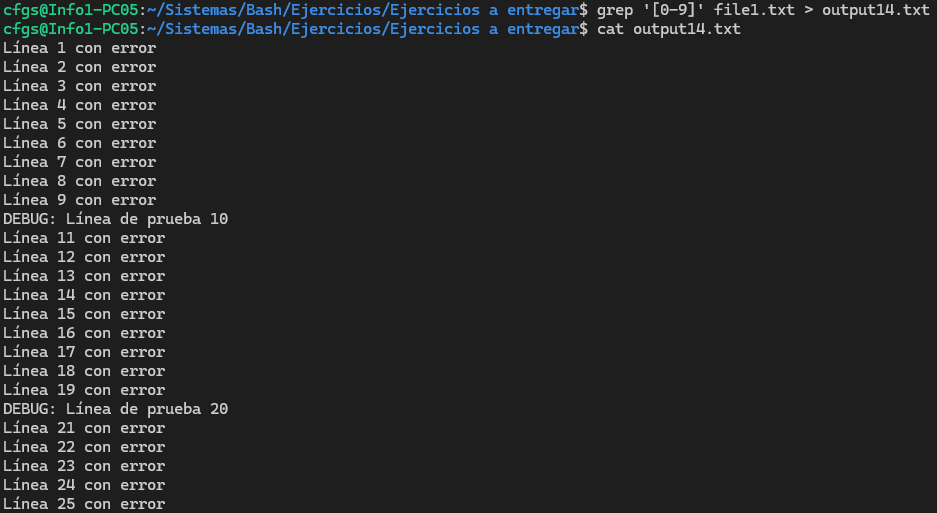 cfgs@Info1-PC05:~/Sistemas/Bash/Ejercicios/Ejercicios a entregar$ grep '[0-9]' file1.txt > output14.txt
cfgs@Info1-PC05:~/Sistemas/Bash/Ejercicios/Ejercicios a entregar$ cat output14.txt
Línea 1 con error
Línea 2 con error
Línea 3 con error
Línea 4 con error
Línea 5 con error
Línea 6 con error
Línea 7 con error
Línea 8 con error
Línea 9 con error
DEBUG: Línea de prueba 10
Línea 11 con error
Línea 12 con error
Línea 13 con error
Línea 14 con error
Línea 15 con error
Línea 16 con error
Línea 17 con error
Línea 18 con error
Línea 19 con error
DEBUG: Línea de prueba 20
Línea 21 con error
Línea 22 con error
Línea 23 con error
Línea 24 con error
Línea 25 con error